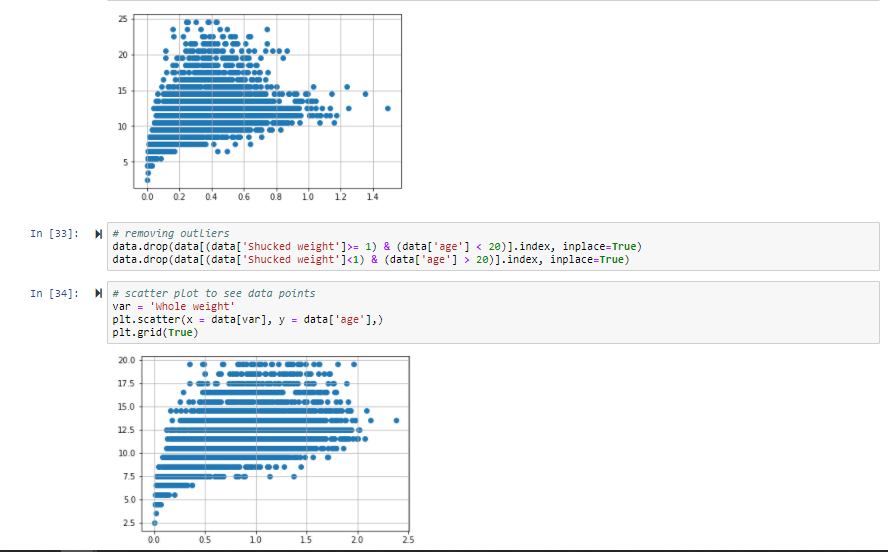 25
20
15
10
5
0.0 0.2 0.4 0.6 0.8 1.0 1.2 1.4
In [33]:
# removing outliers
data.drop(data[(data['Shucked weight']>= 1) & (data['age'] < 20)].index, inplace=True)
data.drop(data[(data['Shucked weight']<1) & (data['age'] > 20)].index, inplace=True)
In [34]:
# scatter plot to see data points
var = 'Whole weight'
plt.scatter(x = data[var], y = data['age'],)
plt.grid(True)
20.0
17.5
15.0
12.5
10.0
7.5
5.0
2.5
0.0 0.5 1.0 1.5 2.0 2.5